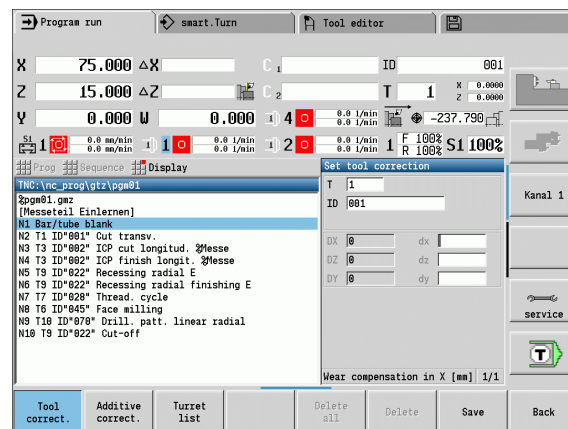 Program run
smart.Turn
Tool editor
X 75.000 △X C 1 ID 001
Z 15.000 △Z C 2 T 1 X 0.0000
Z 0.0000
Y 0.000 W 0.000 4 0 0.0 1/min
0.0 1/min -237.790
S1 1 0.0 mm/min
0.0 mm/min 1 0 0.0 1/min
0.0 1/min 2 0 0.0 1/min
0.0 1/min 1 F 100%
R 100% S1 100%
Prog Sequence Display
Set tool correction
TNC:\nc_prog\gtz\pgm01
%pgm01.gmz
[Messeteil Einlernen]
N1 Bar/tube blank
N2 T1 ID"001" Cut transv.
N3 T3 ID"002" ICP cut longitud. %Messe
N4 T3 ID"002" ICP finish longit. %Messe
N5 T9 ID"022" Recessing radial E
N6 T9 ID"022" Recessing radial finishing E
N7 T7 ID"028" Thread. cycle
N8 T6 ID"045" Face milling
N9 T10 ID"070" Drill. patt. linear radial
N10 T9 ID"022" Cut-off
T 1
ID 001
DX 0 dx
DZ 0 dz
DY 0 dy
Wear compensation in X [mm] 1/1
Kanal 1
service
T
Tool correct.
Additive correct.
Turret list
Delete all
Delete
Save
Back